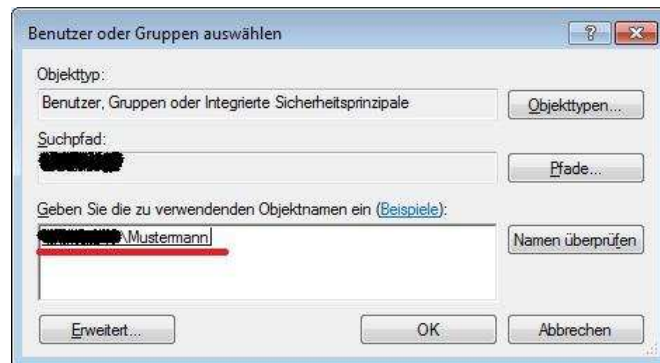 Benutzer oder Gruppen auswählen
Objekttyp:
Benutzer, Gruppen oder Integrierte Sicherheitsprinzipale
Objekttypen...
Suchpfad:
Pfade...
Geben Sie die zu verwendenden Objektnamen ein (Beispiele):
\Mustermann
Namen überprüfen
Erweitert...
OK
Abbrechen